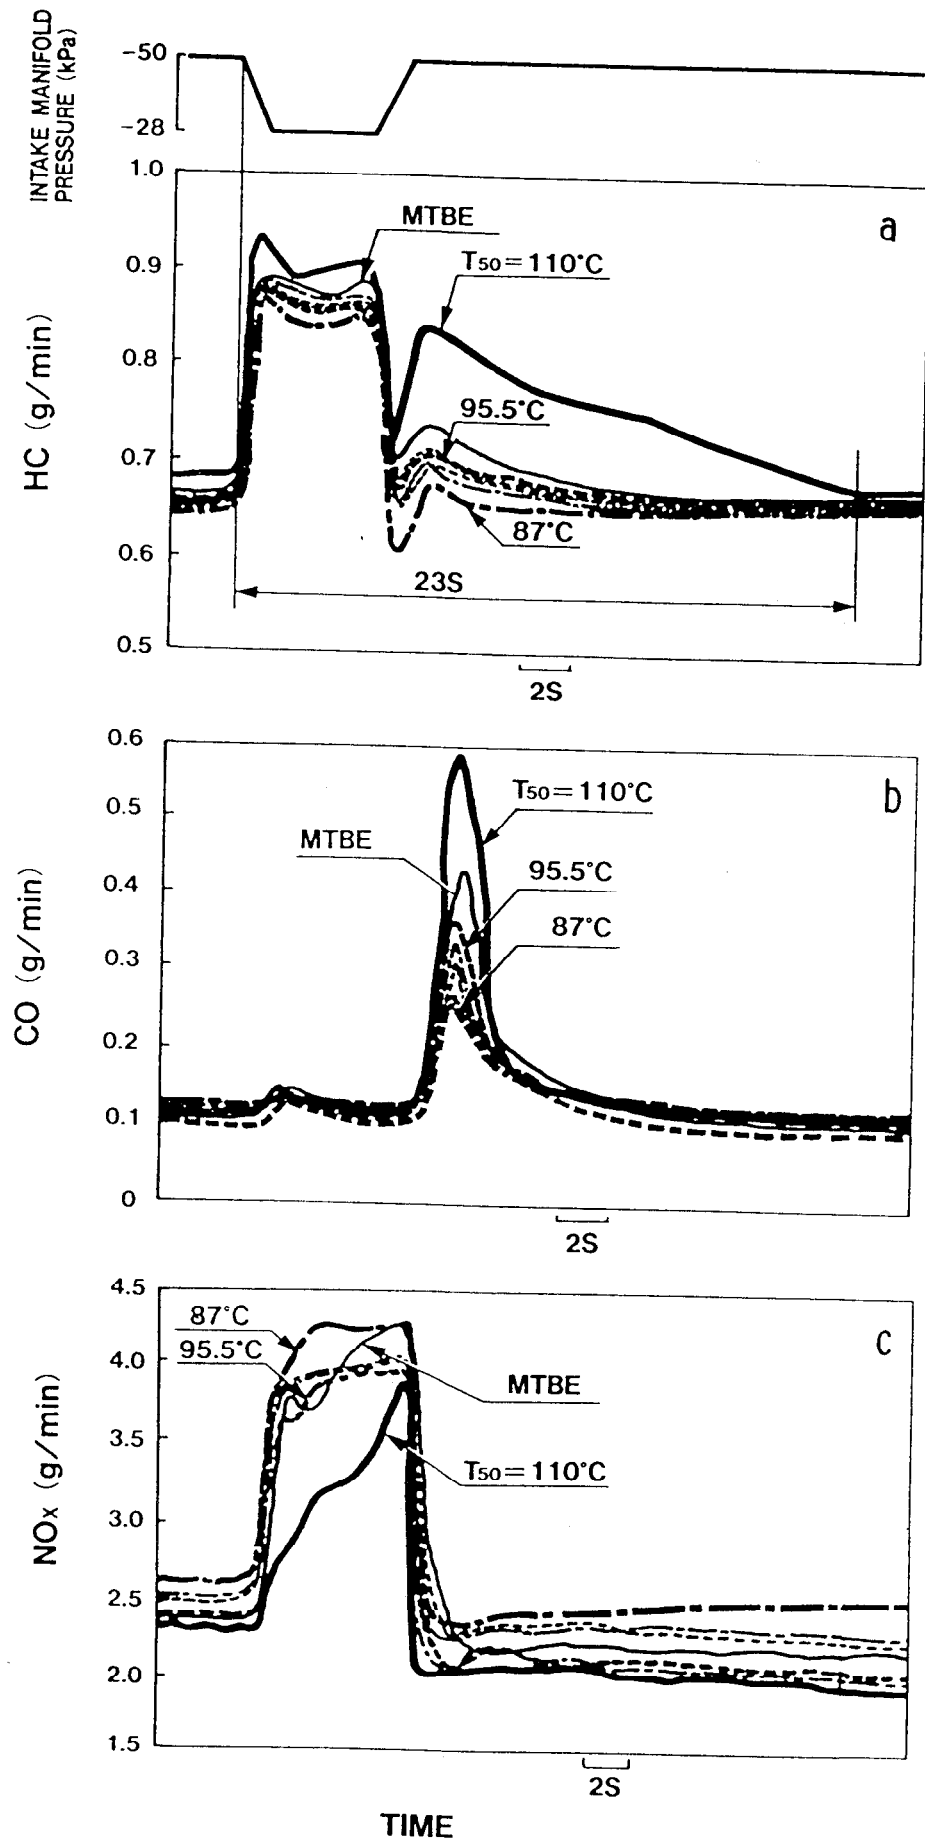 INTAKE MANIFOLD
PRESSURE (kPa)
-50
-28
1.0
a
MTBE
T50=110°C
0.9
HC (g/min)
0.8
95.5°C
0.7
87°C
0.6
23S
0.5
2S
0.6
b
T50=110°C
0.5
MTBE
95.5°C
0.4
87°C
CO (g/min)
0.3
0.2
0.1
0
2S
4.5
87°C
c
95.5°C
4.0
MTBE
3.5
T50=110°C
NOx (g/min)
3.0
2.5
2.0
1.5
2S
TIME